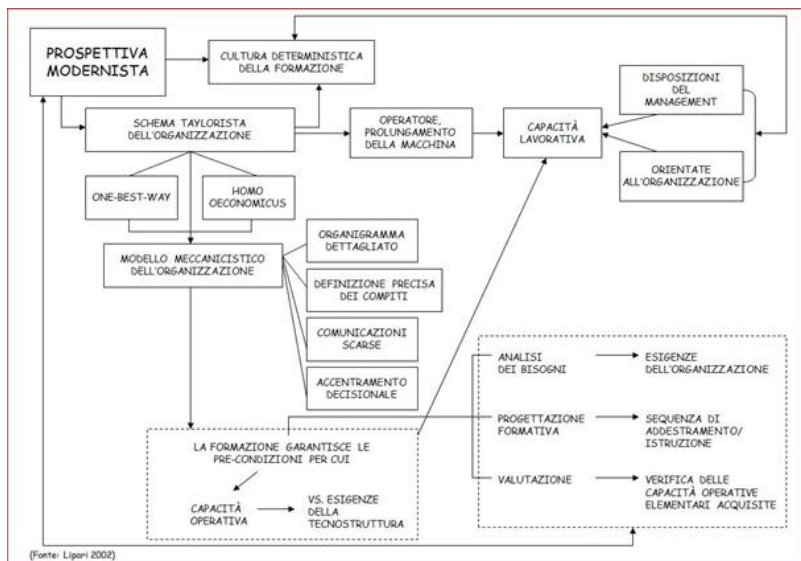 PROSPETTIVA
MODERNISTA
CULTURA DETERMINISTICA
DELLA FORMAZIONE
DISPOSIZIONI
DEL
MANAGEMENT
SCHEMA TAYLORISTA
DELL'ORGANIZZAZIONE
OPERATORE,
PROLUNGAMENTO
DELLA MACCHINA
CAPACITÀ
LAVORATIVA
ORIENTATE
ALL'ORGANIZZAZIONE
ONE-BEST-WAY
HOMO
OECONOMICUS
MODELLO MECCANICISTICO
DELL'ORGANIZZAZIONE
ORGANIGRAMMA
DETTAGLIATO
DEFINIZIONE PRECISA
DEI COMPITI
COMUNICAZIONI
SCARSE
ACCENTRAMENTO
DECISIONALE
ANALISI
DEI BISOGNI
ESIGENZE
DELL'ORGANIZZAZIONE
PROGETTAZIONE
FORMATIVA
SEQUENZA DI
ADDESTRAMENTO/
ISTRUZIONE
VALUTAZIONE
VERIFICA DELLE
CAPACITÀ OPERATIVE
ELEMENTARI ACQUISITE
LA FORMAZIONE GARANTISCE LE
PRE-CONDIZIONI PER CUI
CAPACITÀ
OPERATIVA
VS. ESIGENZE
DELLA
TECNOSTRUTTURA
(Fonte: Lipari 2002)